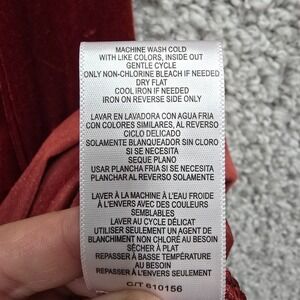 MACHINE WASH COLD
WITH LIKE COLORS, INSIDE OUT
GENTLE CYCLE
ONLY NON-CHLORINE BLEACH IF NEEDED
DRY FLAT
COOL IRON IF NEEDED
IRON ON REVERSE SIDE ONLY
LAVAR EN LAVADORA CON AGUA FRIA
CON COLORES SIMILARES, AL REVERSO
CICLO DELICADO
SOLAMENTE BLANQUEADOR SIN CLORO
SI SE NECESITA
SEQUE PLANO
USAR PLANCHA FRIA SI SE NECESITA
PLANCHAR AL REVERSO SOLAMENTE
LAVER À LA MACHINE À L'EAU FROIDE
À L'ENVERS AVEC DES COULEURS
SEMBLABLES
LAVER AU CYCLE DÉLICAT
UTILISER SEULEMENT UN AGENT DE
BLANCHIMENT NON CHLORÉ AU BESOIN
SÉCHER À PLAT
REPASSER À BASSE TEMPÉRATURE
AU BESOIN
REPASSER À L'ENVERS SEULEMENT
C/T 610156